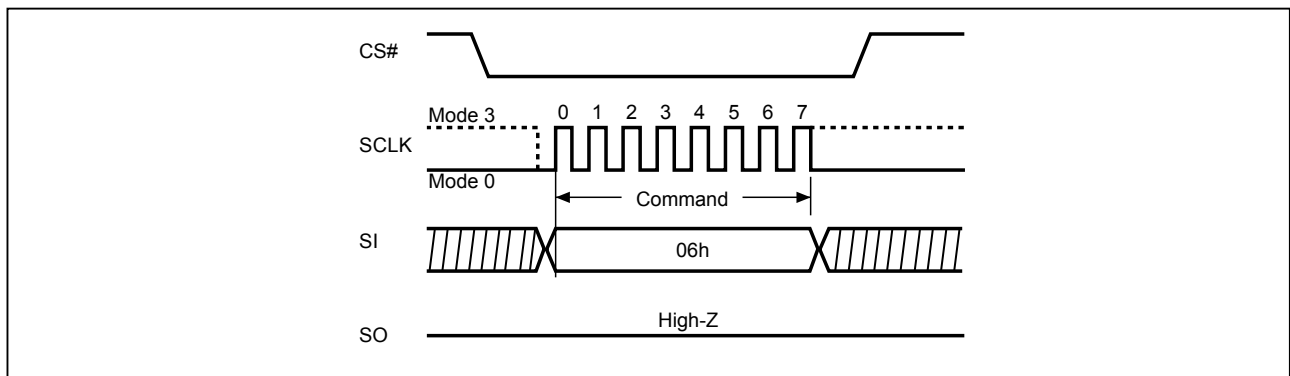 CS#
Mode 3
0 1 2 3 4 5 6 7
SCLK
Mode 0
Command
SI
06h
High-Z
SO